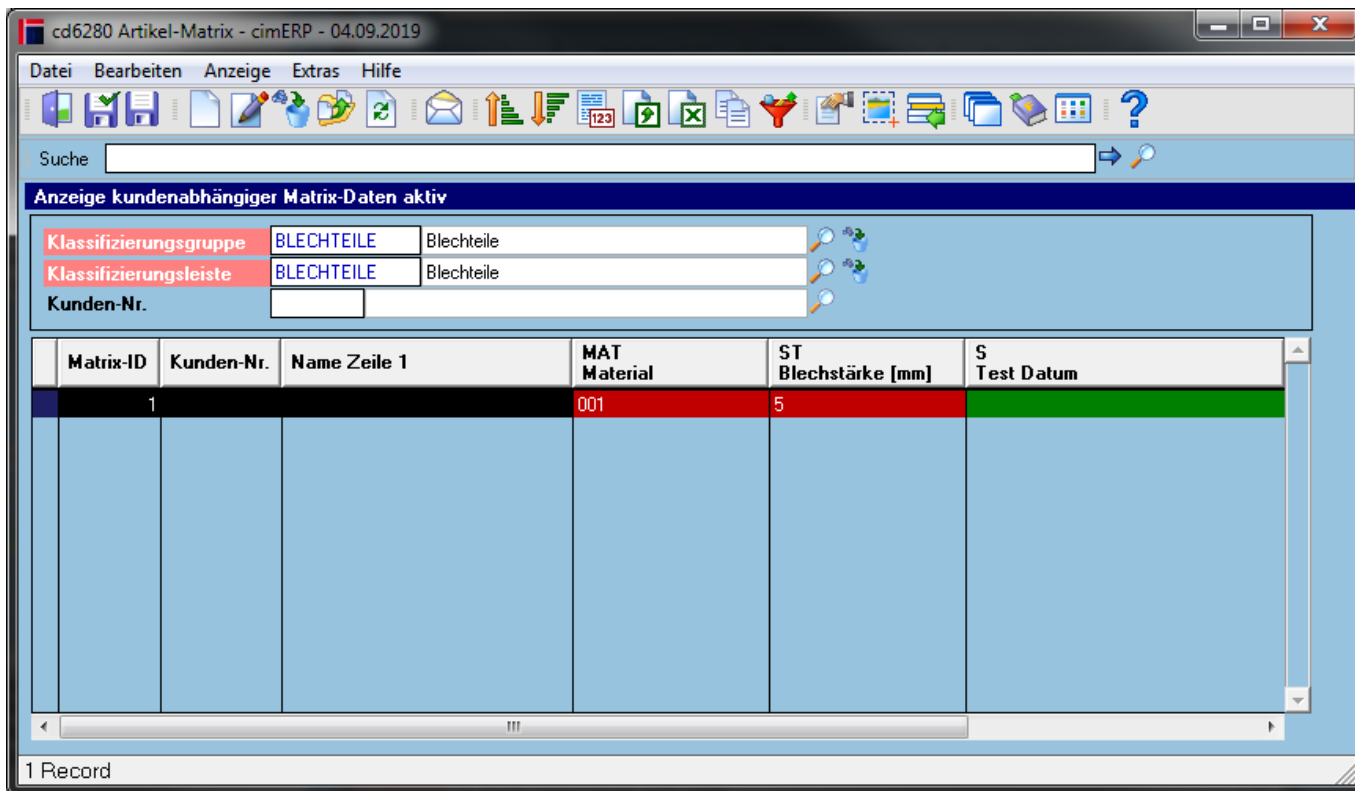 cd6280 Artikel-Matrix - cimERP - 04.09.2019
Datei Bearbeiten Anzeige Extras Hilfe
123
Suche
Anzeige kundenabhängiger Matrix-Daten aktiv
Klassifizierungsgruppe BLECHTEILE Blechteile
Klassifizierungsleiste BLECHTEILE Blechteile
Kunden-Nr.
Matrix-ID Kunden-Nr. Name Zeile 1 MAT Material ST Blechstärke [mm] S Test Datum
1 001 5
1 Record